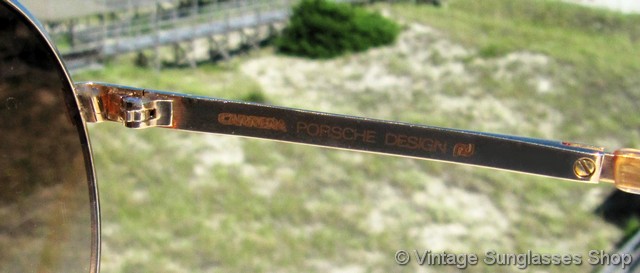 CARRERA PORSCHE DESIGN
© Vintage Sunglasses Shop